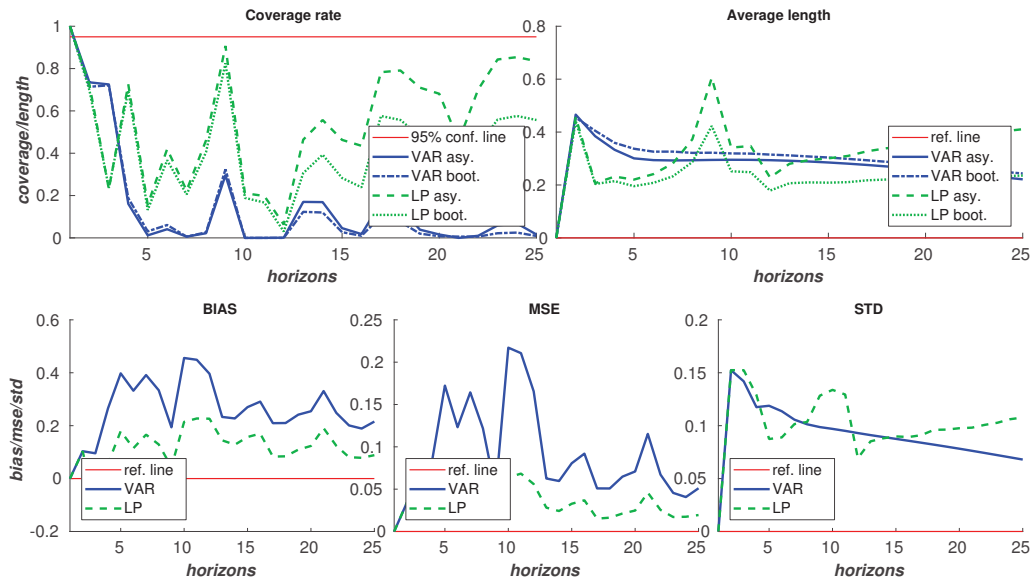 Coverage rate
1
0.8
0.6
0.4
0.2
0
5
10
15
20
25
coverage/length
horizons
95% conf. line
VAR asy.
VAR boot.
LP asy.
LP boot.
Average length
0.8
0.6
0.4
0.2
0
5
10
15
20
25
horizons
ref. line
VAR asy.
VAR boot.
LP asy.
LP boot.
BIAS
0.6
0.4
0.2
0
-0.2
5
10
15
20
25
bias/mse/std
horizons
ref. line
VAR
LP
MSE
0.25
0.2
0.15
0.1
0.05
0
5
10
15
20
25
horizons
ref. line
VAR
LP
STD
0.2
0.15
0.1
0.05
0
5
10
15
20
25
horizons
ref. line
VAR
LP